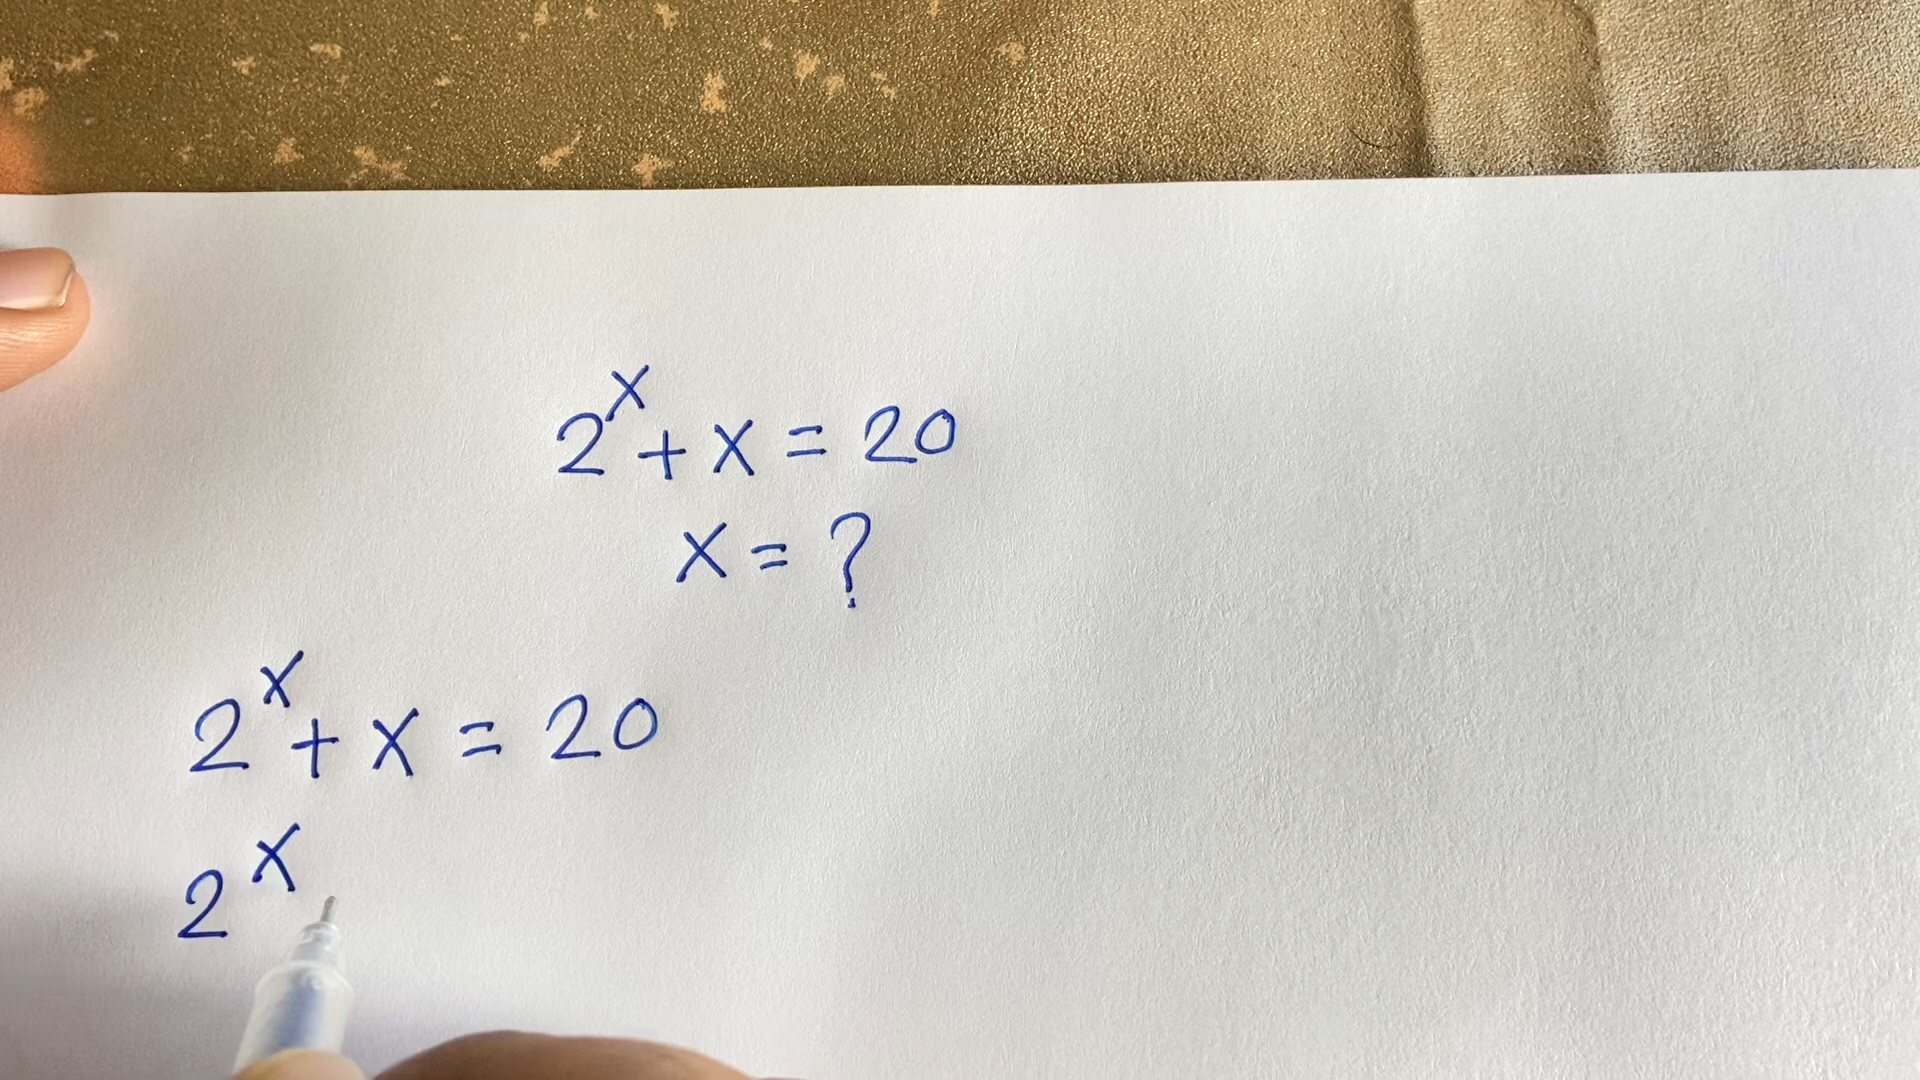 2^x + x = 20
x = ?
2^x + x = 20
2^x